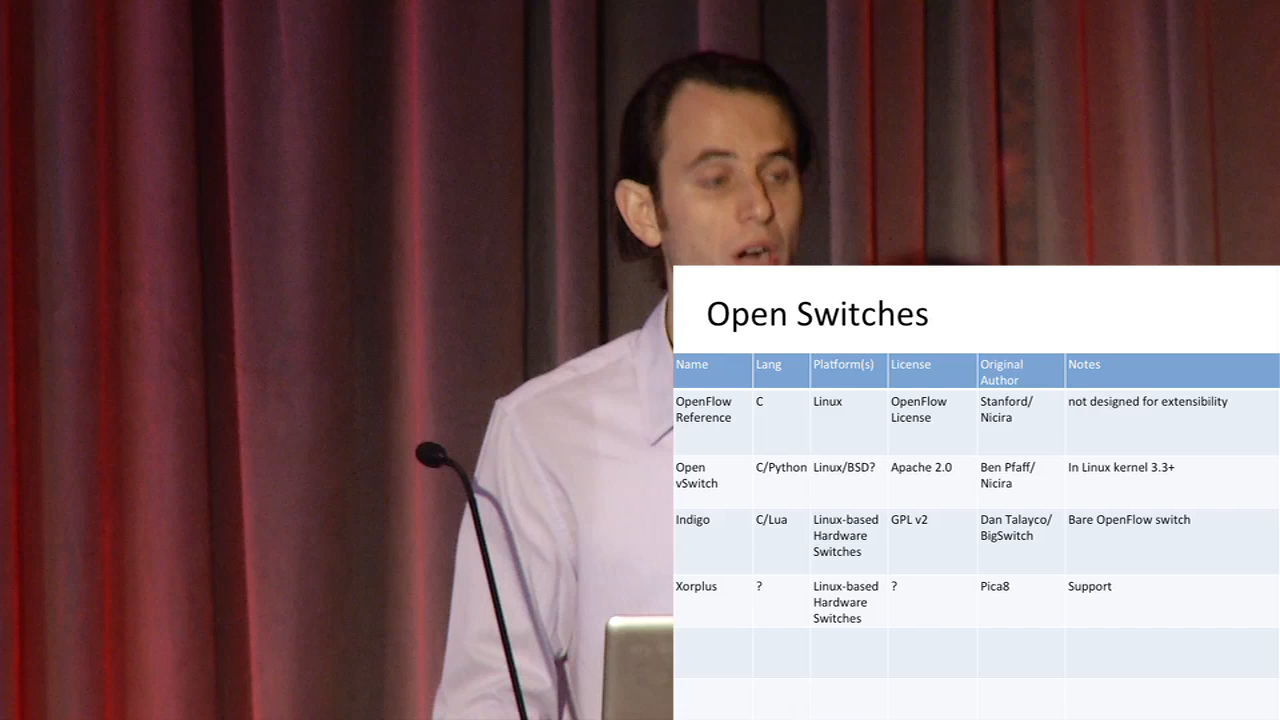 Open Switches
Name Lang Platform(s) License Original Author Notes
OpenFlow Reference C Linux OpenFlow License Stanford/ Nicira not designed for extensibility
Open vSwitch C/Python Linux/BSD? Apache 2.0 Ben Pfaff/ Nicira In Linux kernel 3.3+
Indigo C/Lua Linux-based Hardware Switches GPL v2 Dan Talayco/ BigSwitch Bare OpenFlow switch
Xorplus ? Linux-based Hardware Switches ? Pica8 Support